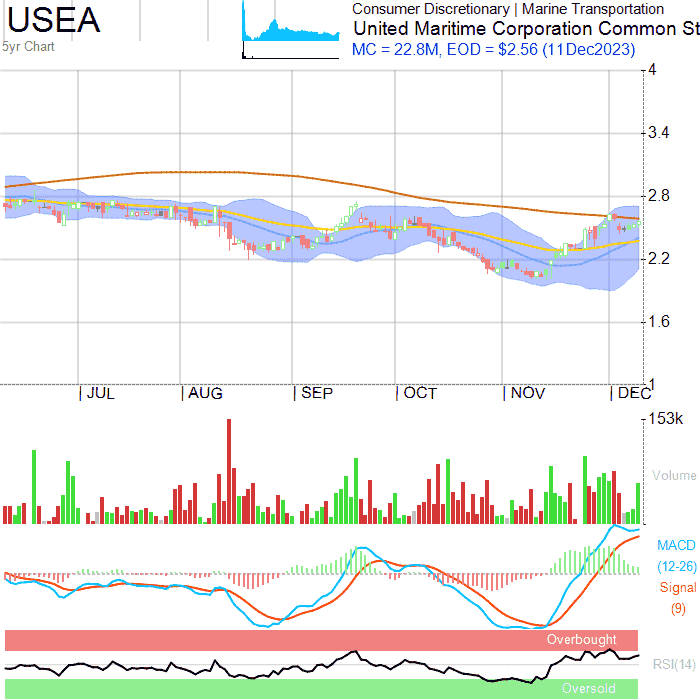 USEA
5yr Chart
Consumer Discretionary | Marine Transportation
United Maritime Corporation Common St
MC = 22.8M, EOD = $2.56 (11Dec2023)
4
3.4
2.8
2.2
1.6
1
JUL AUG SEP OCT NOV DEC
153k
Volume
MACD
(12-26)
Signal
(9)
Overbought
RSI(14)
Oversold